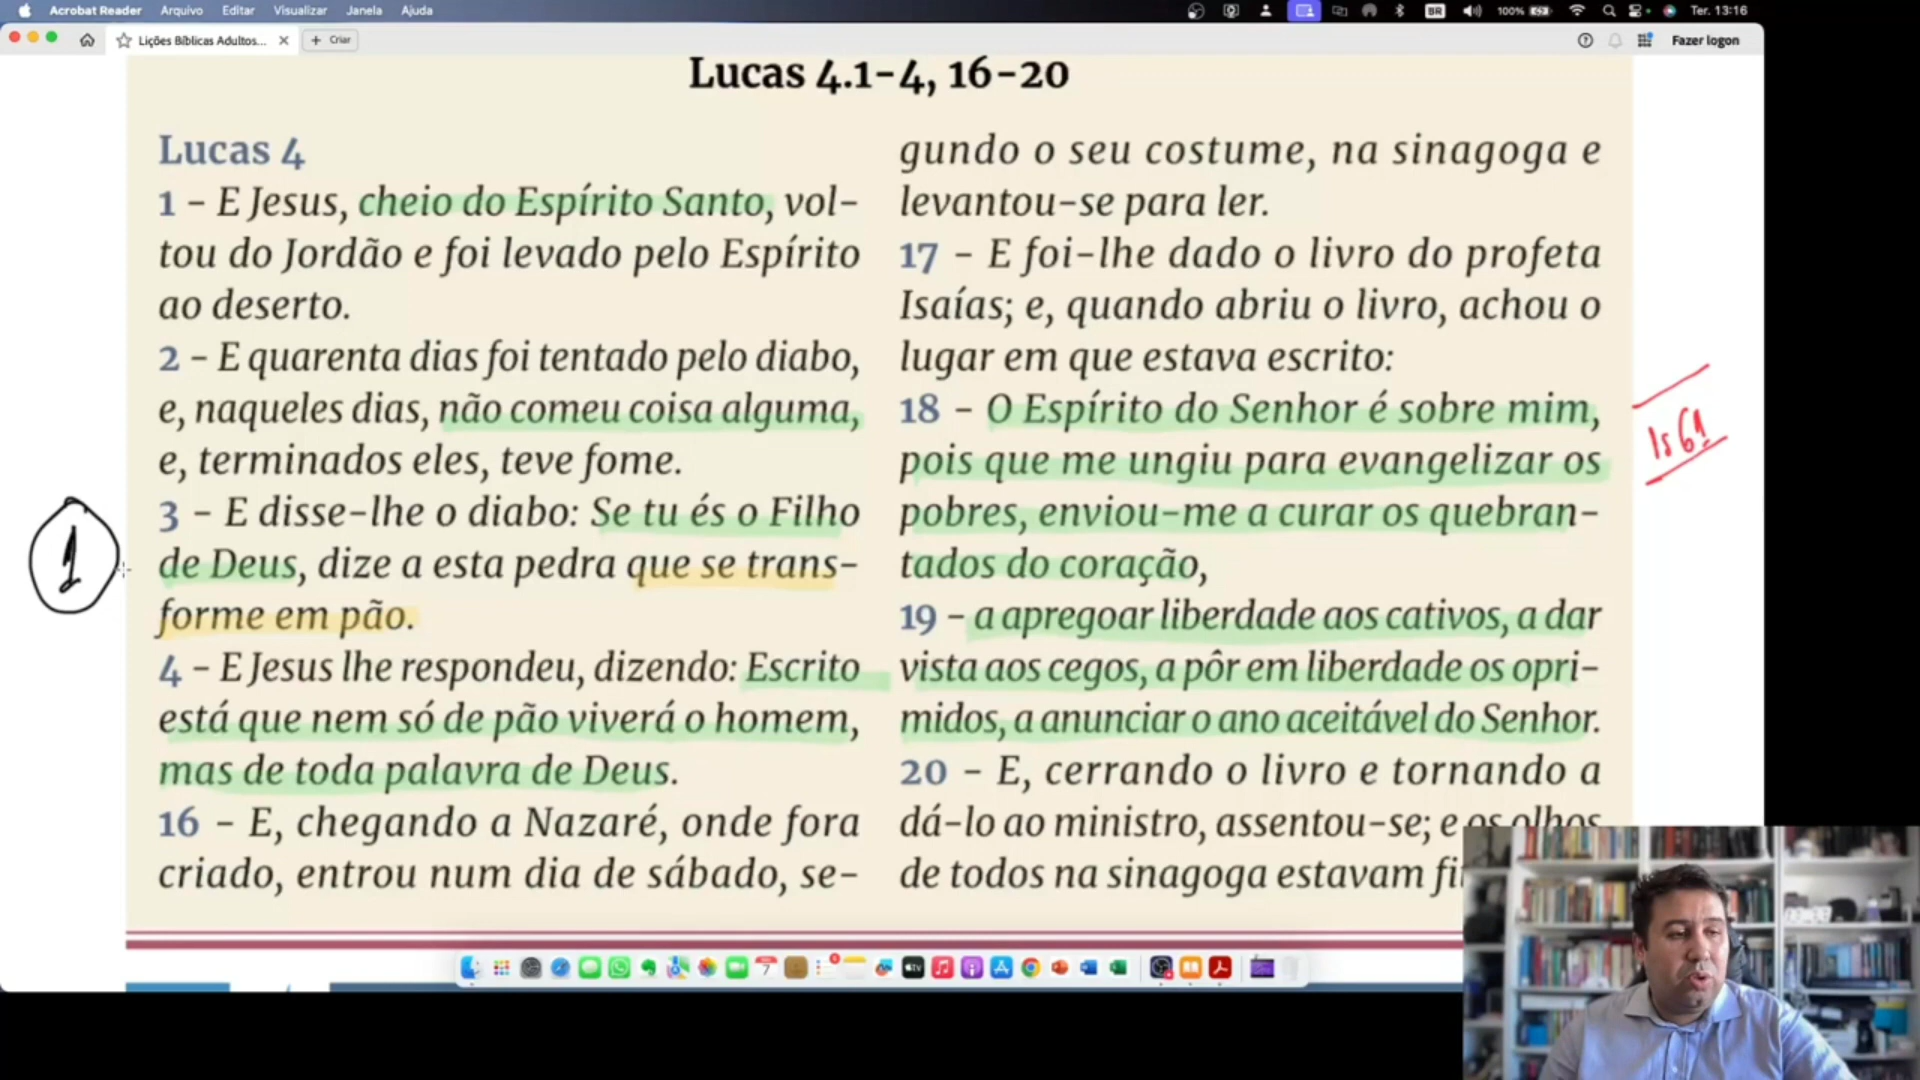 Acrobat Reader Arquivo Editar Visualizar Janela Ajuda
BR 100% Ter. 13:16
Lições Bíblicas Adultos... + Criar
Fazer logon
Lucas 4.1-4, 16-20
Lucas 4
1 - E Jesus, cheio do Espírito Santo, vol-
tou do Jordão e foi levado pelo Espírito
ao deserto.
2 - E quarenta dias foi tentado pelo diabo,
e, naqueles dias, não comeu coisa alguma,
e, terminados eles, teve fome.
3 - E disse-lhe o diabo: Se tu és o Filho
de Deus, dize a esta pedra que se trans-
forme em pão.
4 - E Jesus lhe respondeu, dizendo: Escrito
está que nem só de pão viverá o homem,
mas de toda palavra de Deus.
16 - E, chegando a Nazaré, onde fora
criado, entrou num dia de sábado, se-
gundo o seu costume, na sinagoga e
levantou-se para ler.
17 - E foi-lhe dado o livro do profeta
Isaías; e, quando abriu o livro, achou o
lugar em que estava escrito:
18 - O Espírito do Senhor é sobre mim,
pois que me ungiu para evangelizar os
pobres, enviou-me a curar os quebran-
tados do coração,
19 - a apregoar liberdade aos cativos, a dar
vista aos cegos, a pôr em liberdade os opri-
midos, a anunciar o ano aceitável do Senhor.
20 - E, cerrando o livro e tornando a
dá-lo ao ministro, assentou-se; e os olhos
de todos na sinagoga estavam
1
Is 61
7
tv